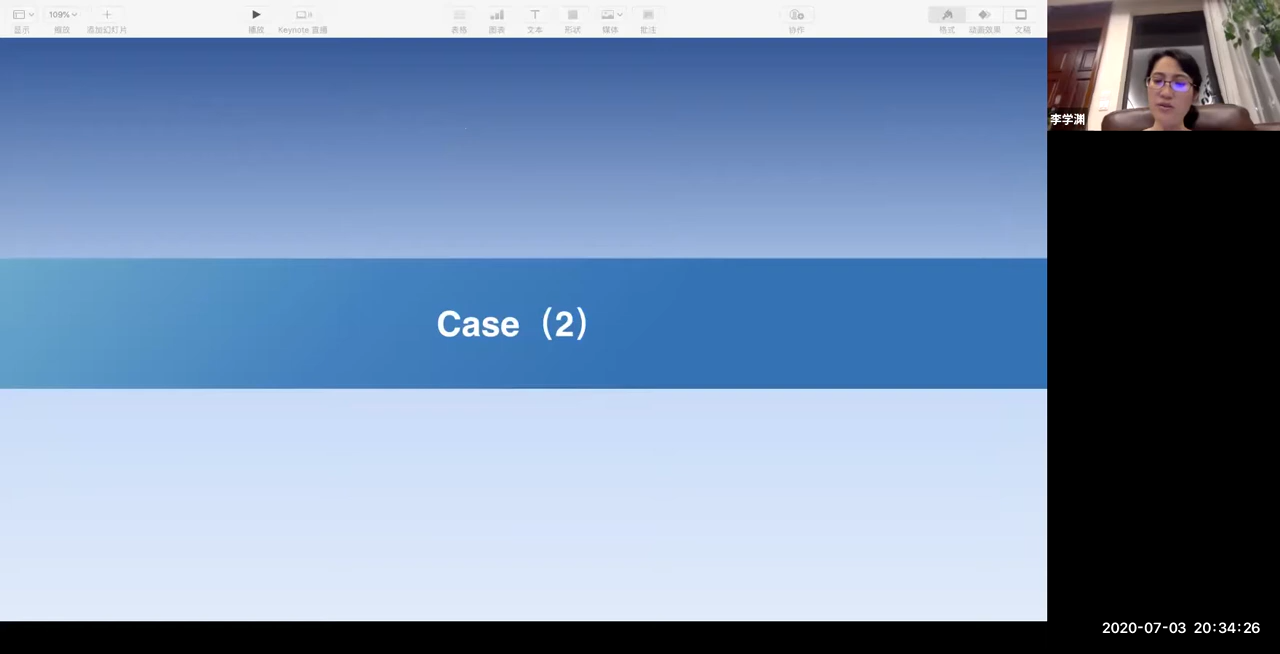 109%
显示
缩放
添加幻灯片
播放
Keynote 直播
表格
图表
文本
形状
媒体
批注
协作
格式
动画效果
文稿
李学渊
Case（2）
2020-07-03 20:34:26